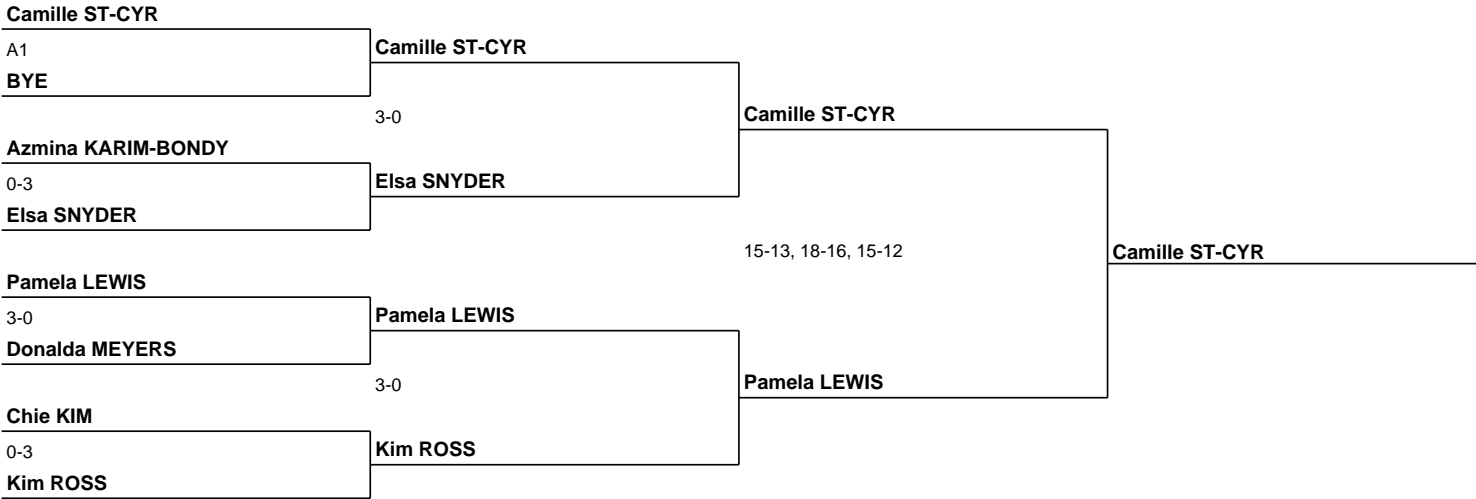 Camille ST-CYR
A1
Camille ST-CYR
BYE
3-0
Camille ST-CYR
Azmina KARIM-BONDY
0-3
Elsa SNYDER
Elsa SNYDER
15-13, 18-16, 15-12
Camille ST-CYR
Pamela LEWIS
3-0
Pamela LEWIS
Donalda MEYERS
3-0
Pamela LEWIS
Chie KIM
0-3
Kim ROSS
Kim ROSS